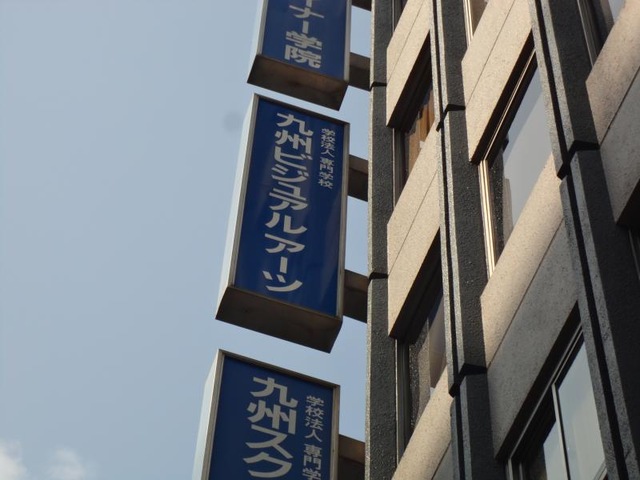 ーナー学院
学校法人 専門学校
九州ビジュアルアーツ
学校法人 専門学
九州スク